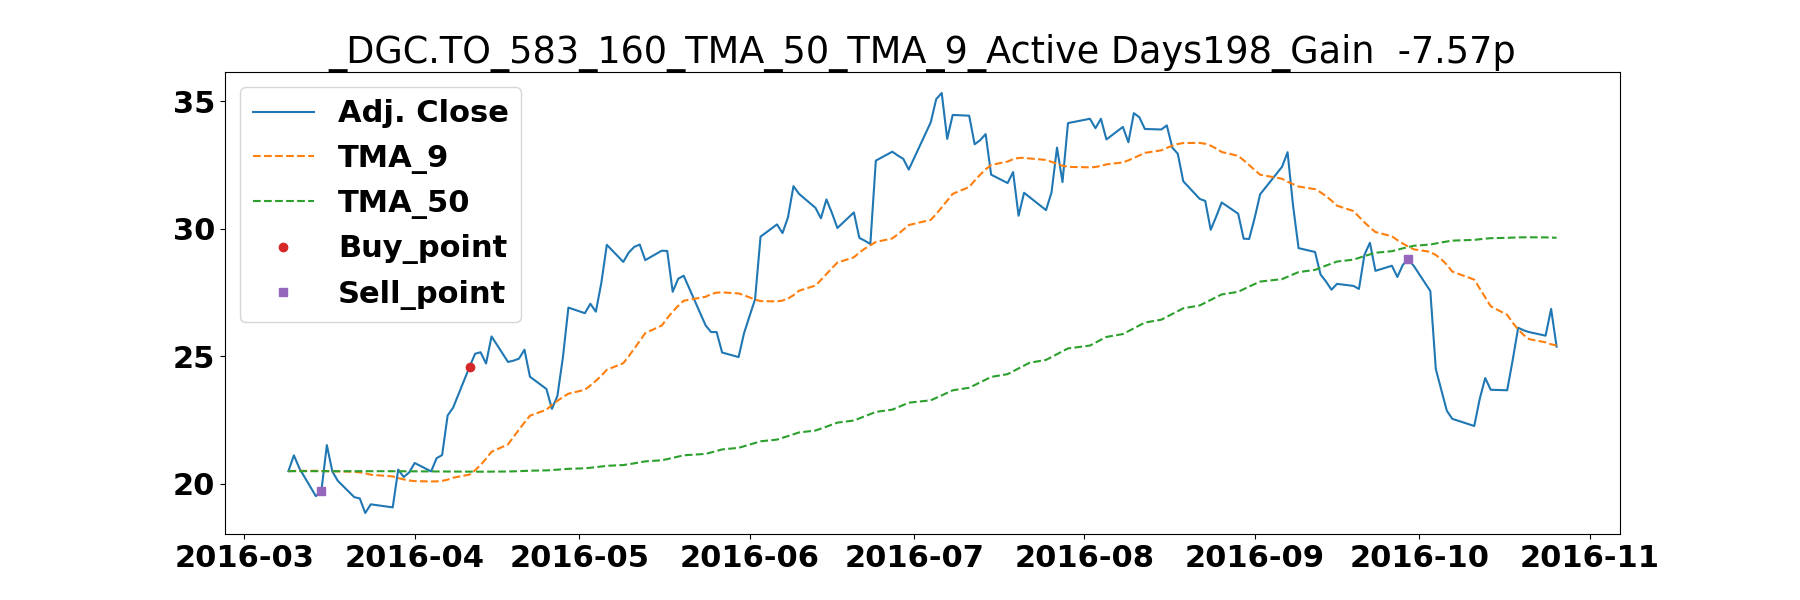 _DGC.TO_583_160_TMA_50_TMA_9_Active Days198_Gain  -7.57p
Adj. Close
TMA_9
TMA_50
Buy_point
Sell_point
35
30
25
20
2016-03 2016-04 2016-05 2016-06 2016-07 2016-08 2016-09 2016-10 2016-11